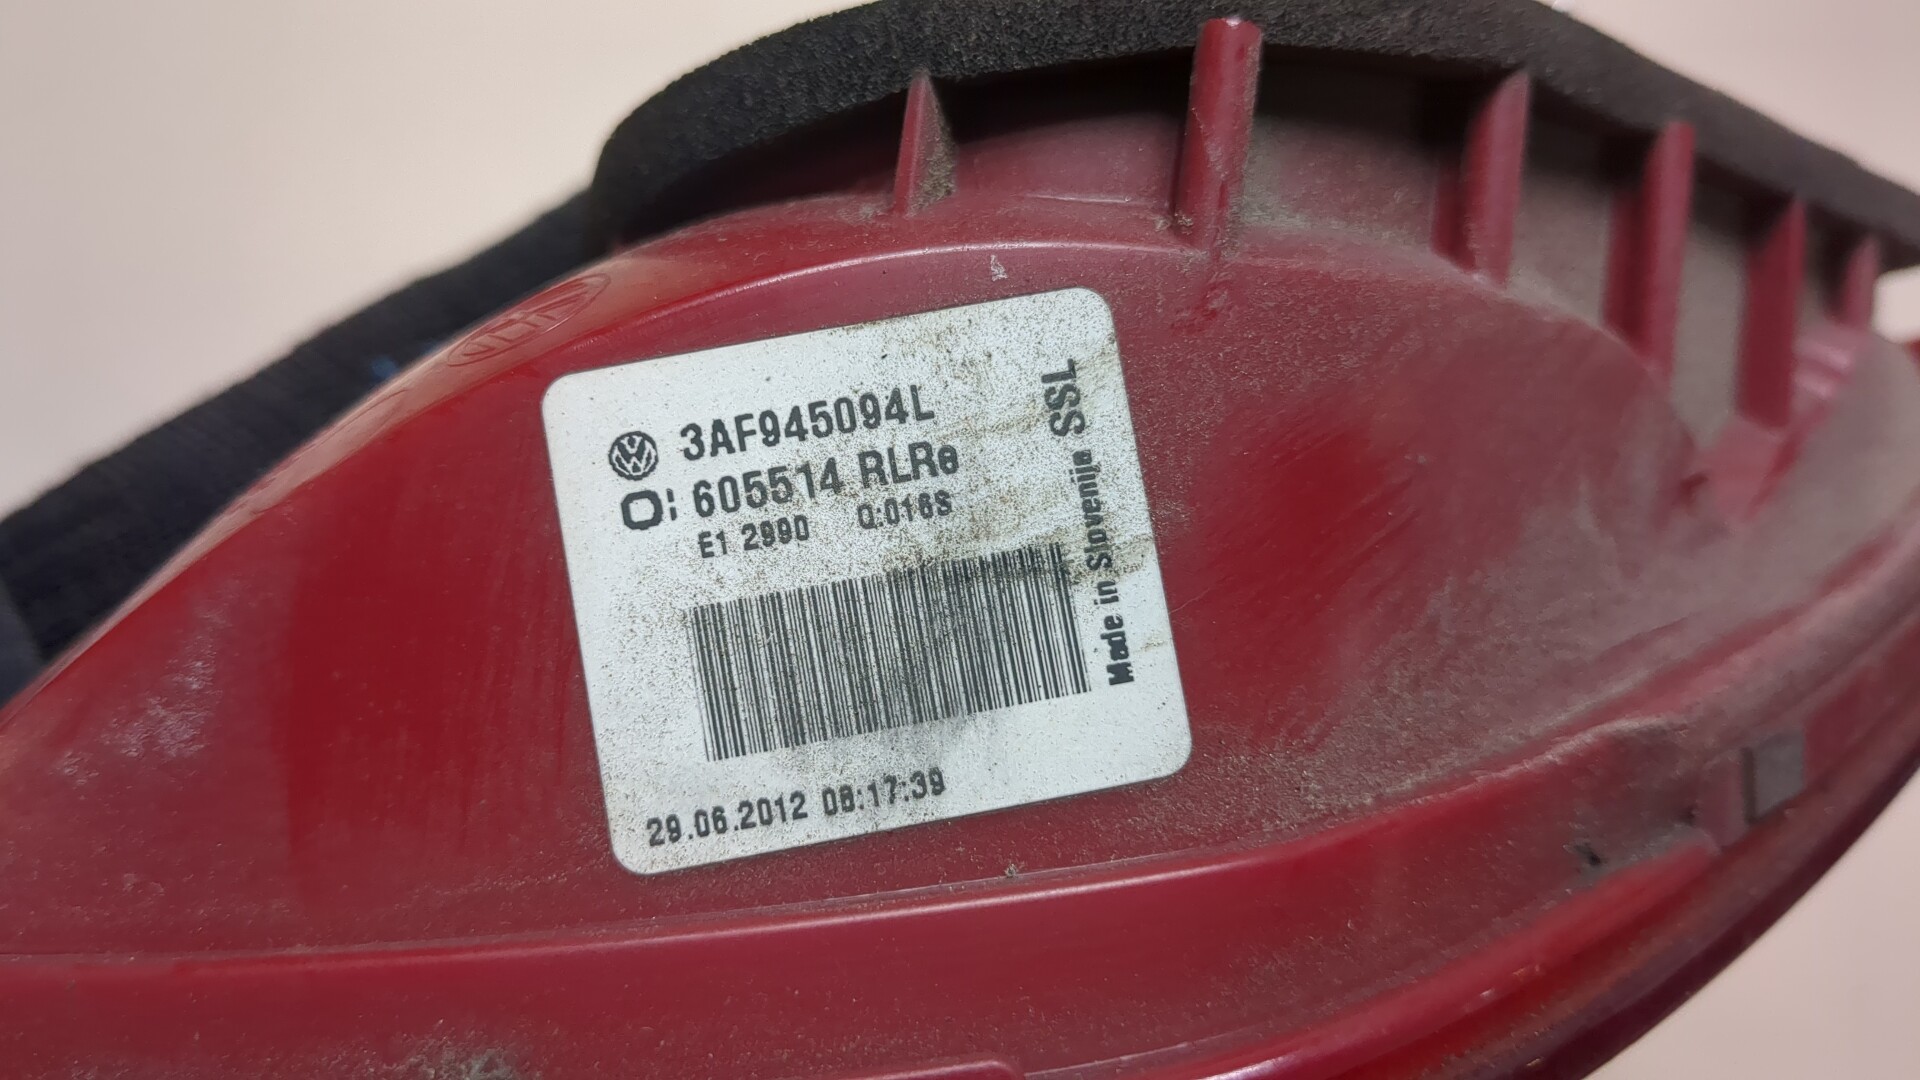 3AF945094L
O: 605514 RLRe
E1 2990 Q:016S
Made in Slovenija SSL
29.06.2012 08:17:39